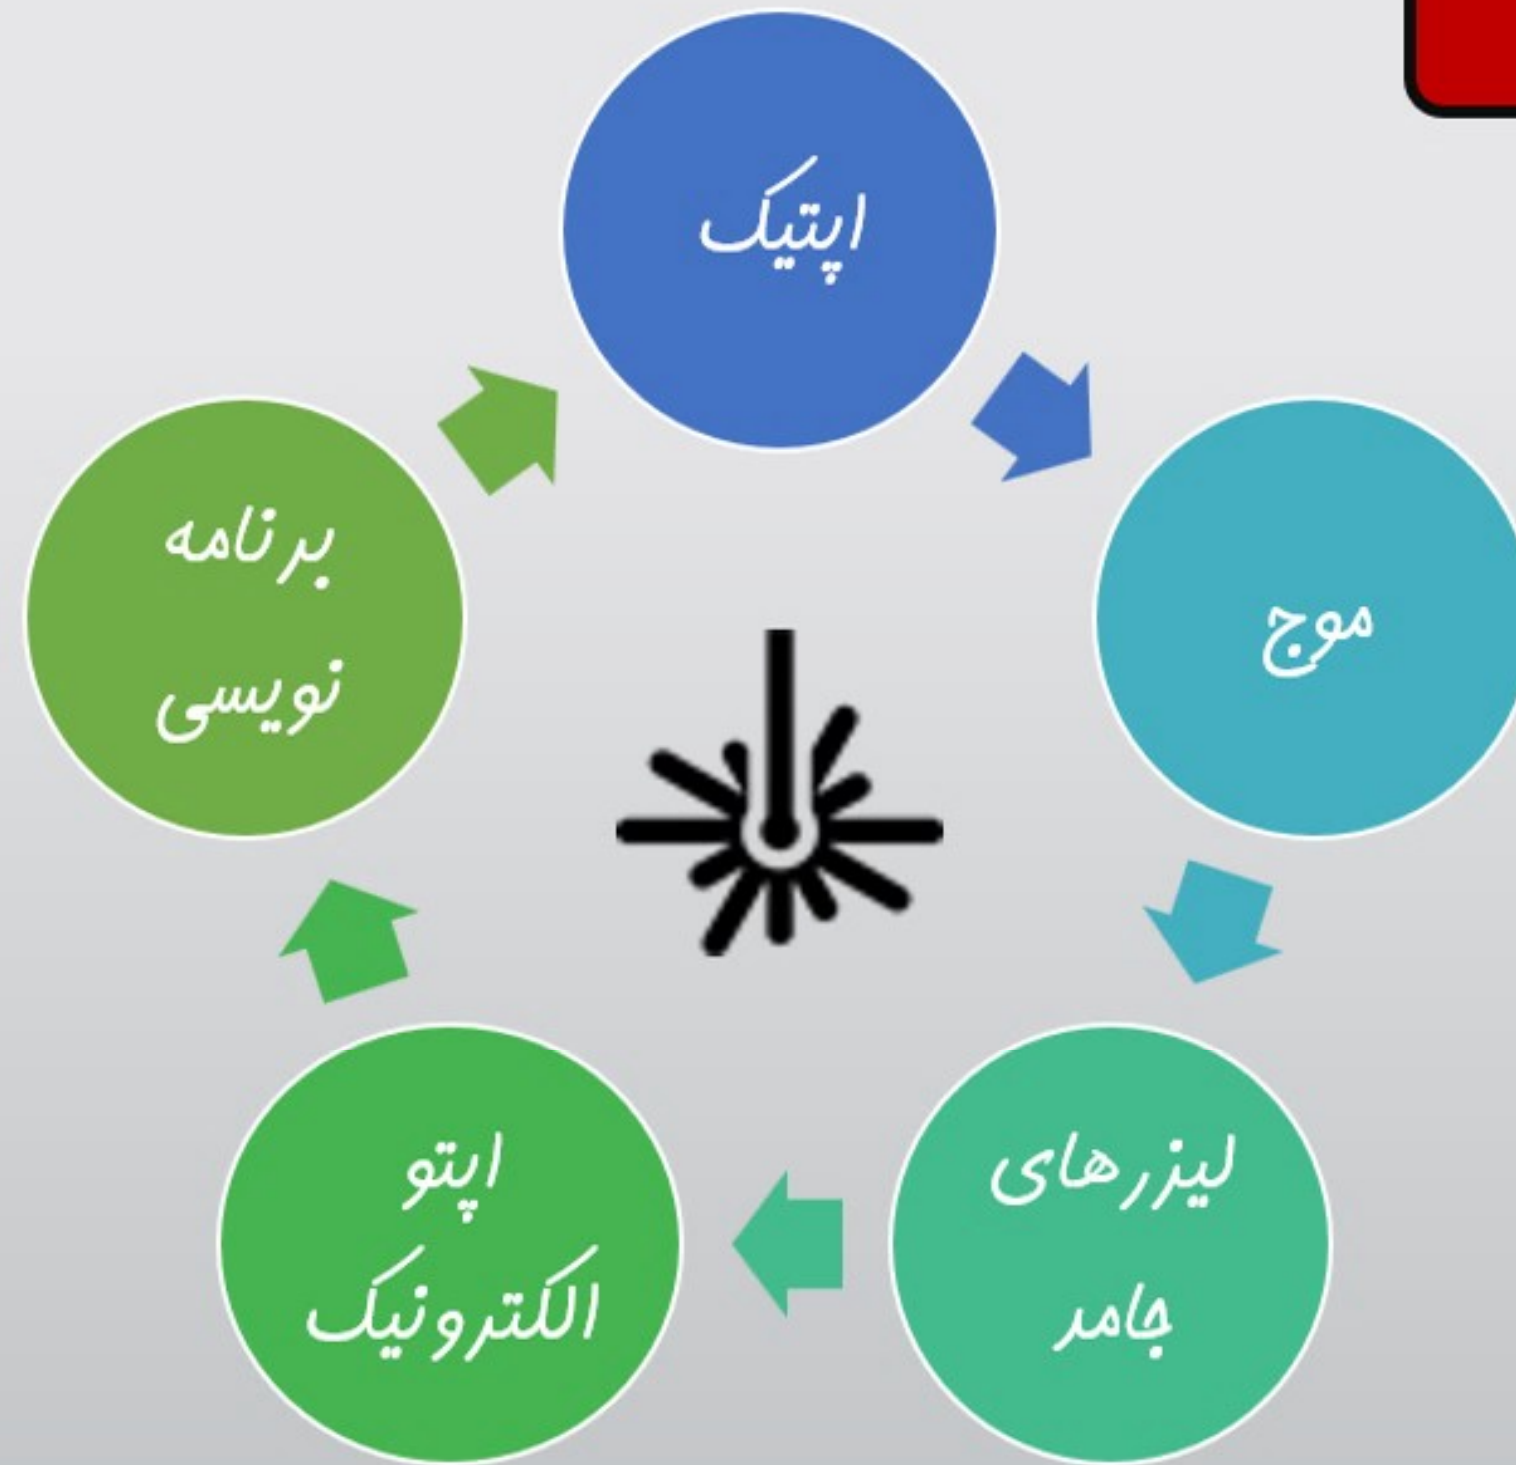 اپتیک
موج
لیزرهای
جامد
اپتو
الکترونیک
برنامه
نویسی